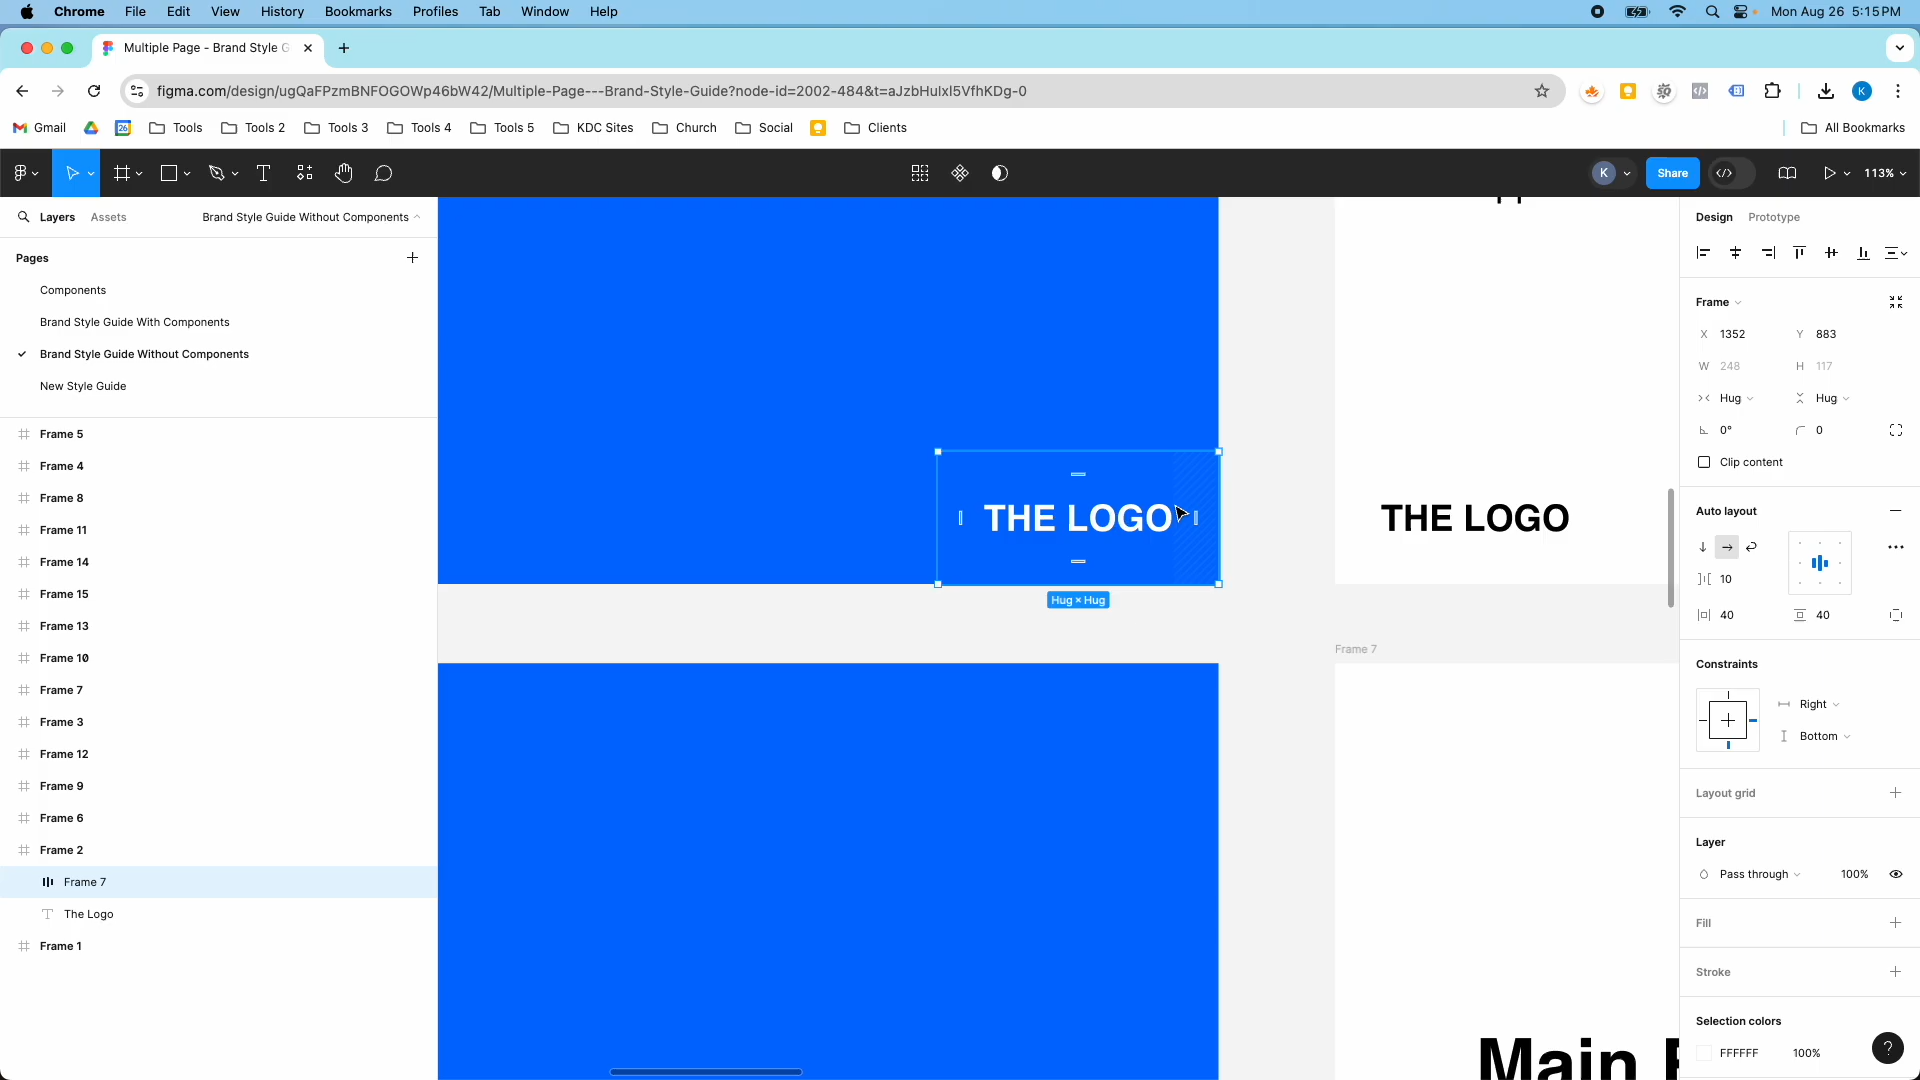 Chrome File Edit View History Bookmarks Profiles Tab Window Help
Mon Aug 26 5:15 PM
Multiple Page - Brand Style G
figma.com/design/ugQaFPzmBNFOGOWp46bW42/Multiple-Page---Brand-Style-Guide?node-id=2002-484&t=aJzbHulxl5VfhKDg-0
K
Gmail
26
Tools Tools 2 Tools 3 Tools 4 Tools 5 KDC Sites Church Social Clients
All Bookmarks
K
Share
113%
Layers Assets
Brand Style Guide Without Components
Design Prototype
Pages
Components
Brand Style Guide With Components
Brand Style Guide Without Components
New Style Guide
Frame 5
Frame 4
Frame 8
Frame 11
Frame 14
Frame 15
Frame 13
Frame 10
Frame 7
Frame 3
Frame 12
Frame 9
Frame 6
Frame 2
Frame 7
The Logo
Frame 1
THE LOGO
Hug × Hug
THE LOGO
Frame 7
Main
Frame
X 1352 Y 883
W 248 H 117
Hug Hug
0° 0
Clip content
Auto layout
10
40 40
Constraints
Right
Bottom
Layout grid
Layer
Pass through 100%
Fill
Stroke
Selection colors
FFFFFF 100%
?